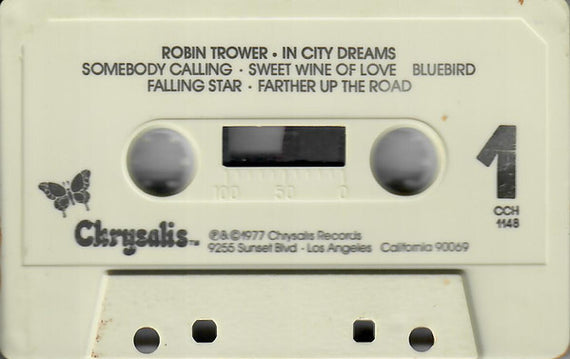 ROBIN TROWER • IN CITY DREAMS
SOMEBODY CALLING • SWEET WINE OF LOVE BLUEBIRD
FALLING STAR • FARTHER UP THE ROAD
100 50 0
1
CCH
1148
Chrysalis™
℗&©1977 Chrysalis Records
9255 Sunset Blvd - Los Angeles California 90069